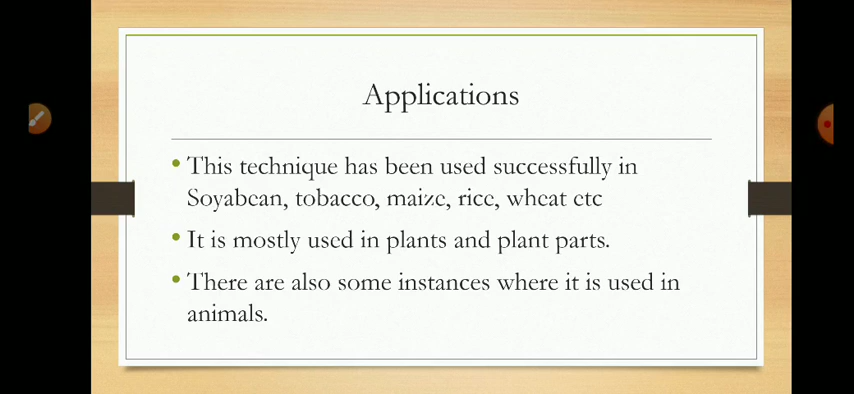 Applications
• This technique has been used successfully in
Soyabean, tobacco, maize, rice, wheat etc
• It is mostly used in plants and plant parts.
• There are also some instances where it is used in
animals.